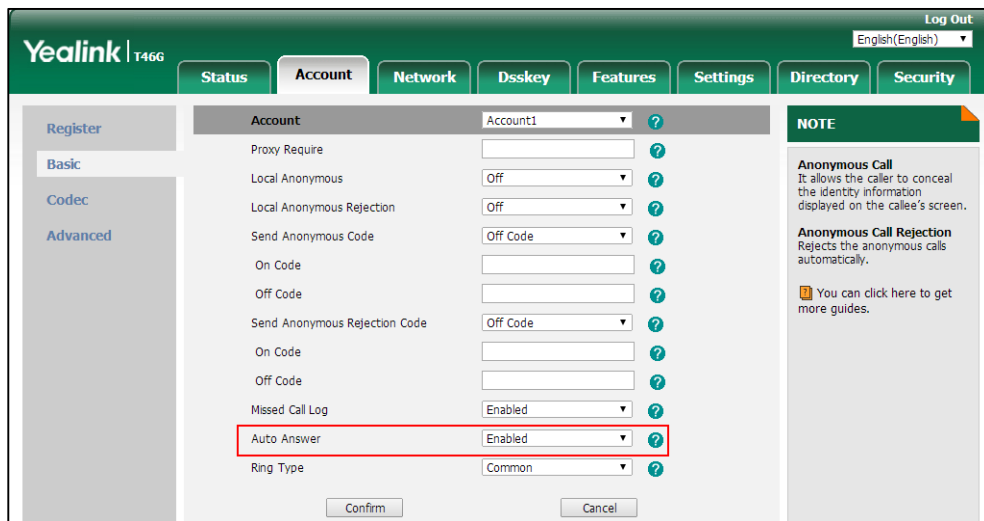 Log Out
Yealink | T46G
English(English)
Status Account Network Dsskey Features Settings Directory Security
Register
Basic
Codec
Advanced
Account Account1
Proxy Require
Local Anonymous Off
Local Anonymous Rejection Off
Send Anonymous Code Off Code
On Code
Off Code
Send Anonymous Rejection Code Off Code
On Code
Off Code
Missed Call Log Enabled
Auto Answer Enabled
Ring Type Common
Confirm Cancel
NOTE
Anonymous Call
It allows the caller to conceal
the identity information
displayed on the callee's screen.
Anonymous Call Rejection
Rejects the anonymous calls
automatically.
You can click here to get
more guides.